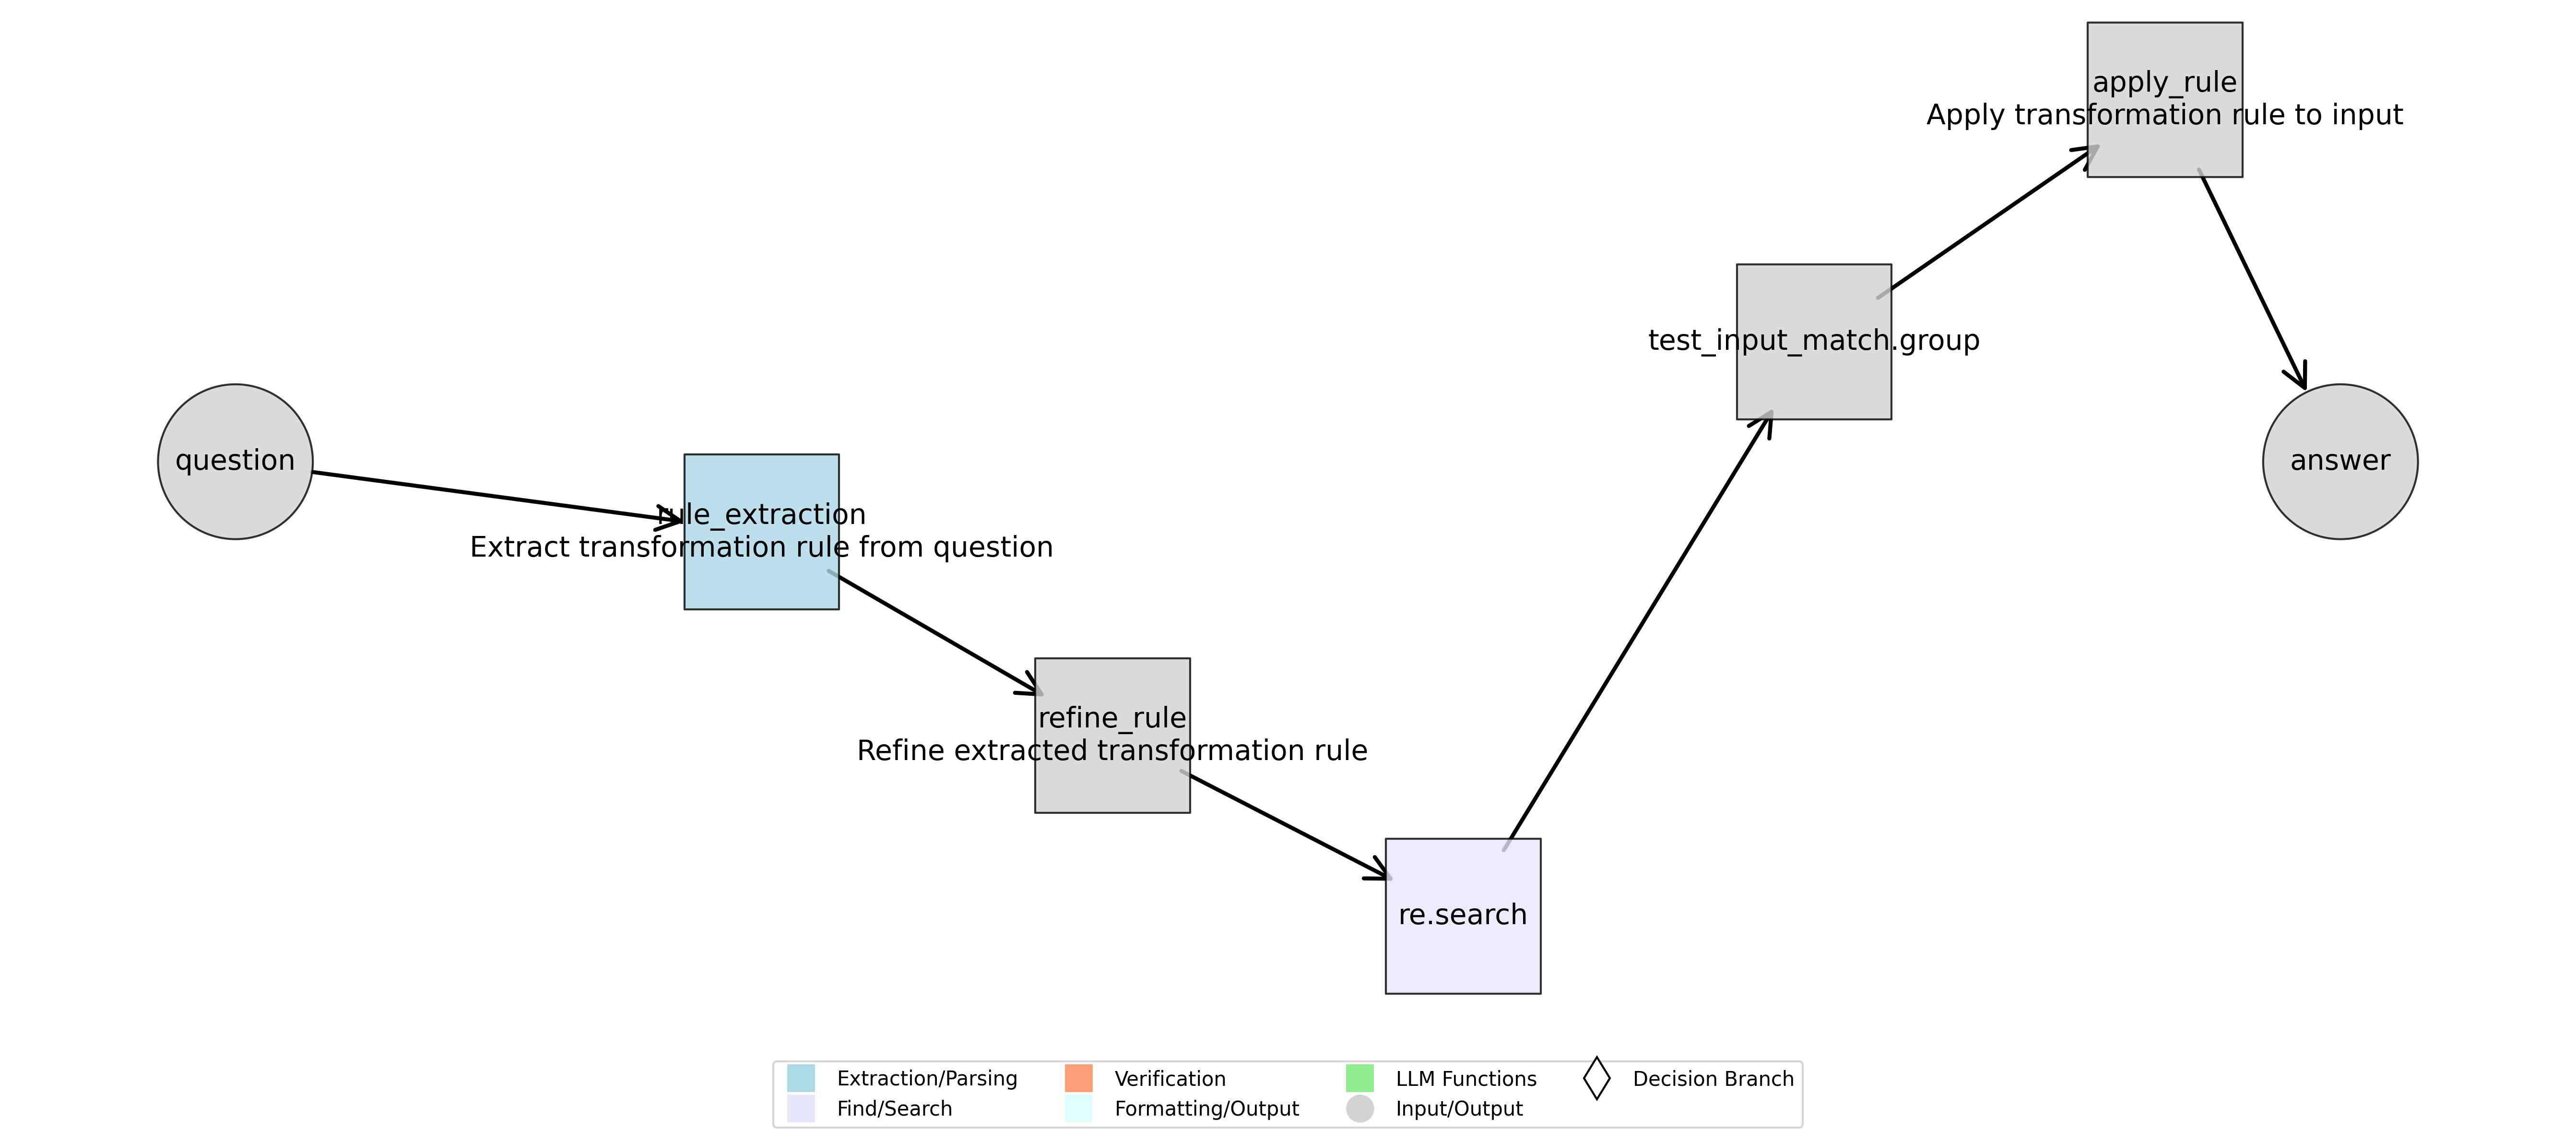 question
rule_extraction
Extract transformation rule from question
refine_rule
Refine extracted transformation rule
re.search
test_input_match.group
apply_rule
Apply transformation rule to input
answer
Extraction/Parsing
Find/Search
Verification
Formatting/Output
LLM Functions
Input/Output
Decision Branch